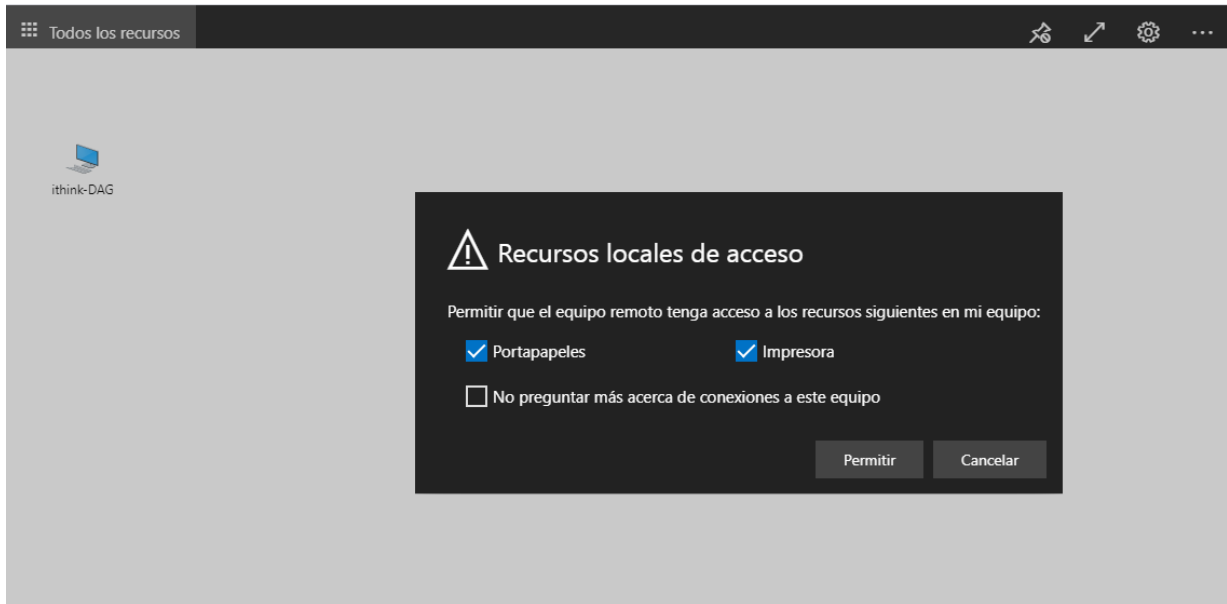 Todos los recursos
ithink-DAG
Recursos locales de acceso
Permitir que el equipo remoto tenga acceso a los recursos siguientes en mi equipo:
Portapapeles
Impresora
No preguntar más acerca de conexiones a este equipo
Permitir
Cancelar